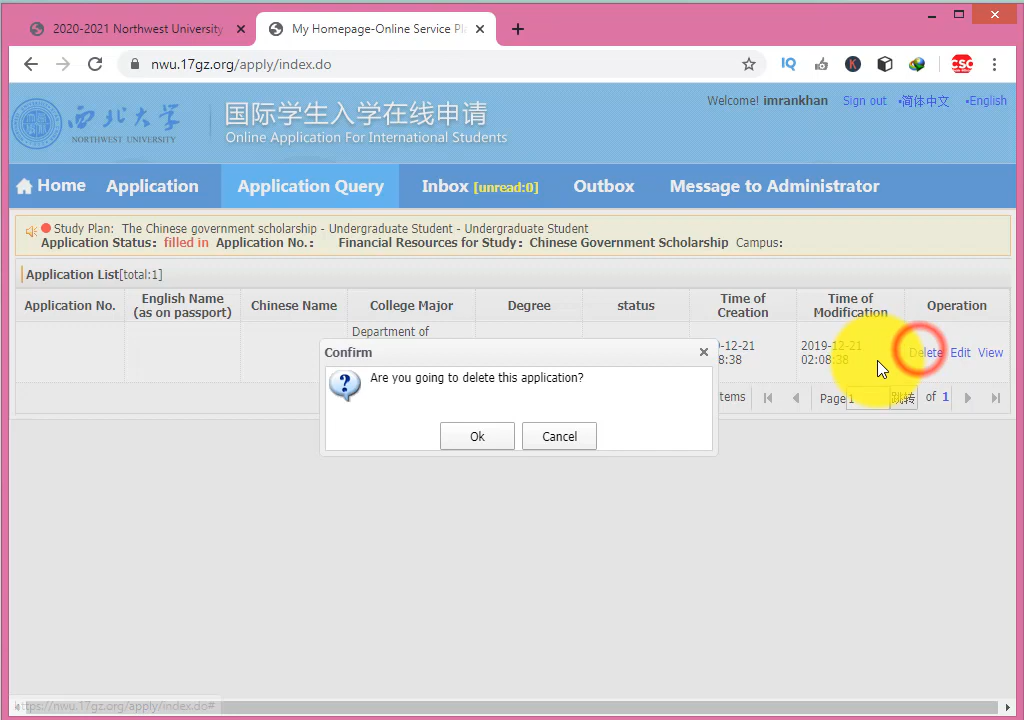 2020-2021 Northwest University
My Homepage-Online Service Pla
nwu.17gz.org/apply/index.do
IQ
K
CSC
西北大学
NORTHWEST UNIVERSITY
国际学生入学在线申请
Online Application For International Students
Welcome! imrankhan Sign out •简体中文 •English
Home Application Application Query Inbox [unread:0] Outbox Message to Administrator
Study Plan: The Chinese government scholarship - Undergraduate Student - Undergraduate Student
Application Status: filled in Application No.: Financial Resources for Study: Chinese Government Scholarship Campus:
Application List[total:1]
Application No. English Name (as on passport) Chinese Name College Major Degree status Time of Creation Time of Modification Operation
Department of
-12-21
8:38
2019-12-21
02:08:38
Delete Edit View
Confirm
Are you going to delete this application?
Ok Cancel
tems Page 1 跳转 of 1
https://nwu.17gz.org/apply/index.do#